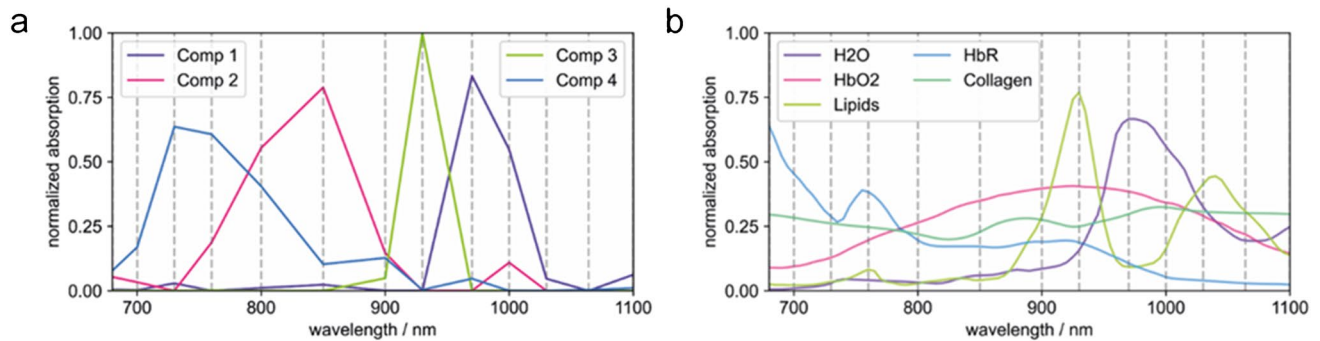 a
1.00
0.75
0.50
0.25
0.00
normalized absorption
Comp 1
Comp 2
Comp 3
Comp 4
700 800 900 1000 1100
wavelength / nm
b
1.00
0.75
0.50
0.25
0.00
normalized absorption
H2O
HbO2
Lipids
HbR
Collagen
700 800 900 1000 1100
wavelength / nm